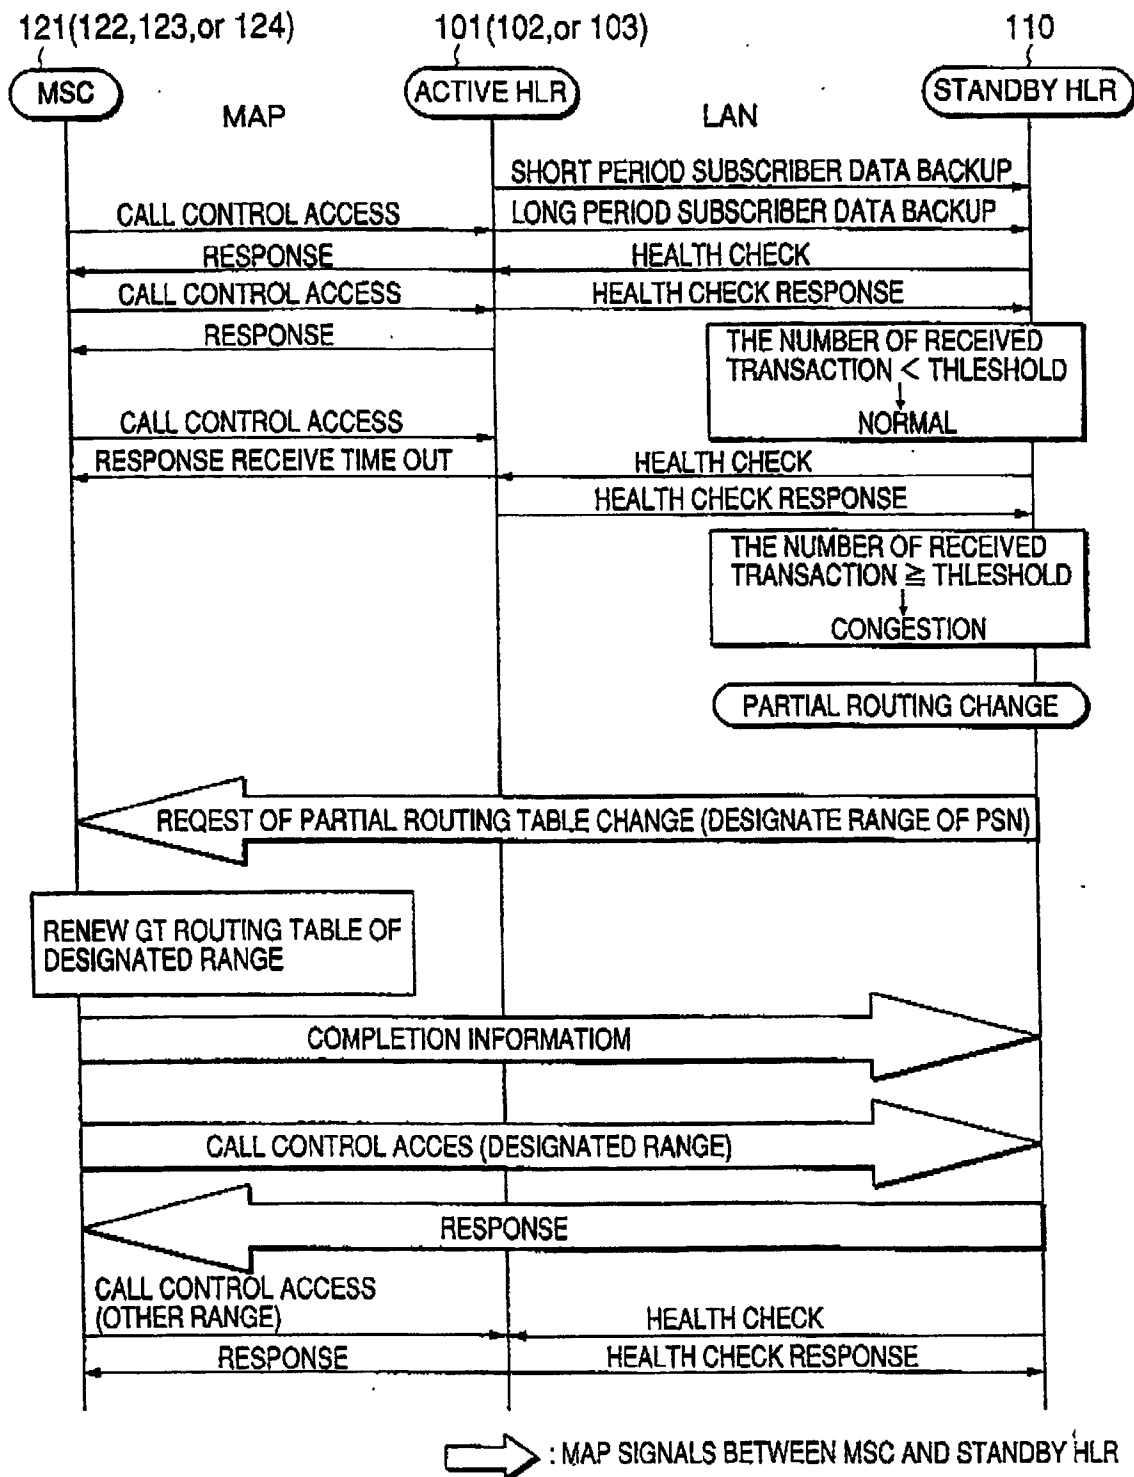 121(122,123,or 124)
101(102,or 103)
110
MSC
ACTIVE HLR
STANDBY HLR
MAP
LAN
SHORT PERIOD SUBSCRIBER DATA BACKUP
CALL CONTROL ACCESS
LONG PERIOD SUBSCRIBER DATA BACKUP
RESPONSE
HEALTH CHECK
CALL CONTROL ACCESS
HEALTH CHECK RESPONSE
RESPONSE
THE NUMBER OF RECEIVED
TRANSACTION < THLESHOLD
NORMAL
CALL CONTROL ACCESS
RESPONSE RECEIVE TIME OUT
HEALTH CHECK
HEALTH CHECK RESPONSE
THE NUMBER OF RECEIVED
TRANSACTION ≧ THLESHOLD
CONGESTION
PARTIAL ROUTING CHANGE
REQEST OF PARTIAL ROUTING TABLE CHANGE (DESIGNATE RANGE OF PSN)
RENEW GT ROUTING TABLE OF
DESIGNATED RANGE
COMPLETION INFORMATIOM
CALL CONTROL ACCES (DESIGNATED RANGE)
RESPONSE
CALL CONTROL ACCESS
(OTHER RANGE)
HEALTH CHECK
RESPONSE
HEALTH CHECK RESPONSE
: MAP SIGNALS BETWEEN MSC AND STANDBY HLR